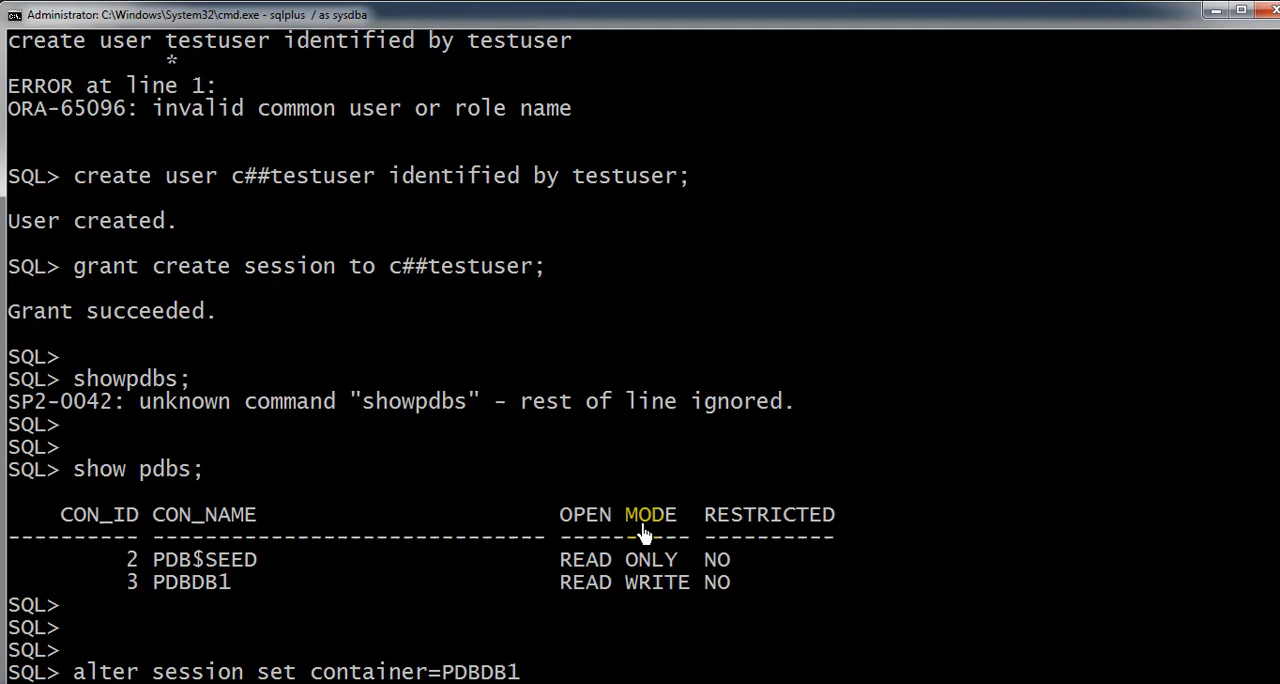 Administrator: C:\Windows\System32\cmd.exe - sqlplus  / as sysdba
create user testuser identified by testuser
            *
ERROR at line 1:
ORA-65096: invalid common user or role name
SQL> create user c##testuser identified by testuser;
User created.
SQL> grant create session to c##testuser;
Grant succeeded.
SQL>
SQL> showpdbs;
SP2-0042: unknown command "showpdbs" - rest of line ignored.
SQL>
SQL>
SQL> show pdbs;
    CON_ID CON_NAME                       OPEN MODE  RESTRICTED
---------- ------------------------------ ---------- ----------
         2 PDB$SEED                       READ ONLY  NO
         3 PDBDB1                         READ WRITE NO
SQL>
SQL>
SQL>
SQL> alter session set container=PDBDB1